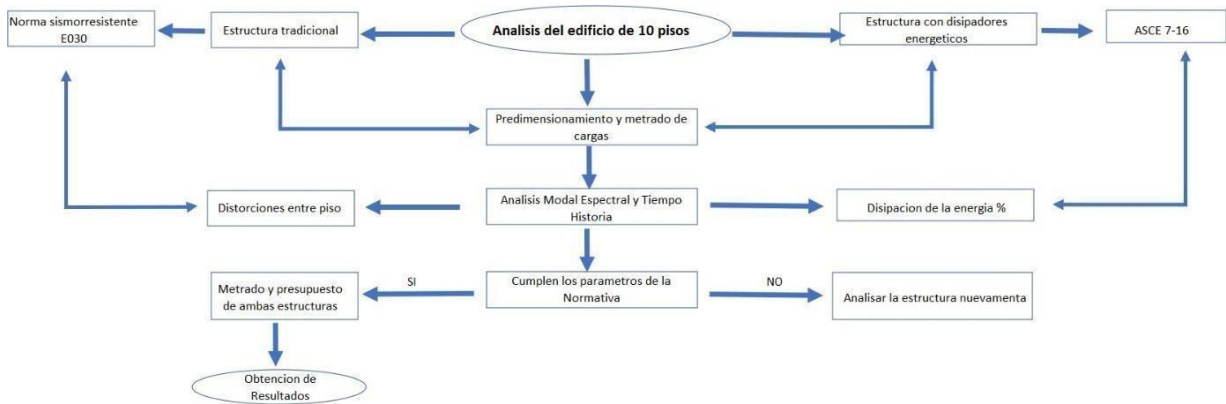 Norma sismorresistente
E030
Estructura tradicional
Analisis del edificio de 10 pisos
Estructura con disipadores
energeticos
ASCE 7-16
Predimensionamiento y metrado de
cargas
Distorciones entre piso
Analisis Modal Espectral y Tiempo
Historia
Disipacion de la energia %
Metrado y presupuesto
de ambas estructuras
SI
Cumplen los parametros de la
Normativa
NO
Analisar la estructura nuevamenta
Obtencion de
Resultados